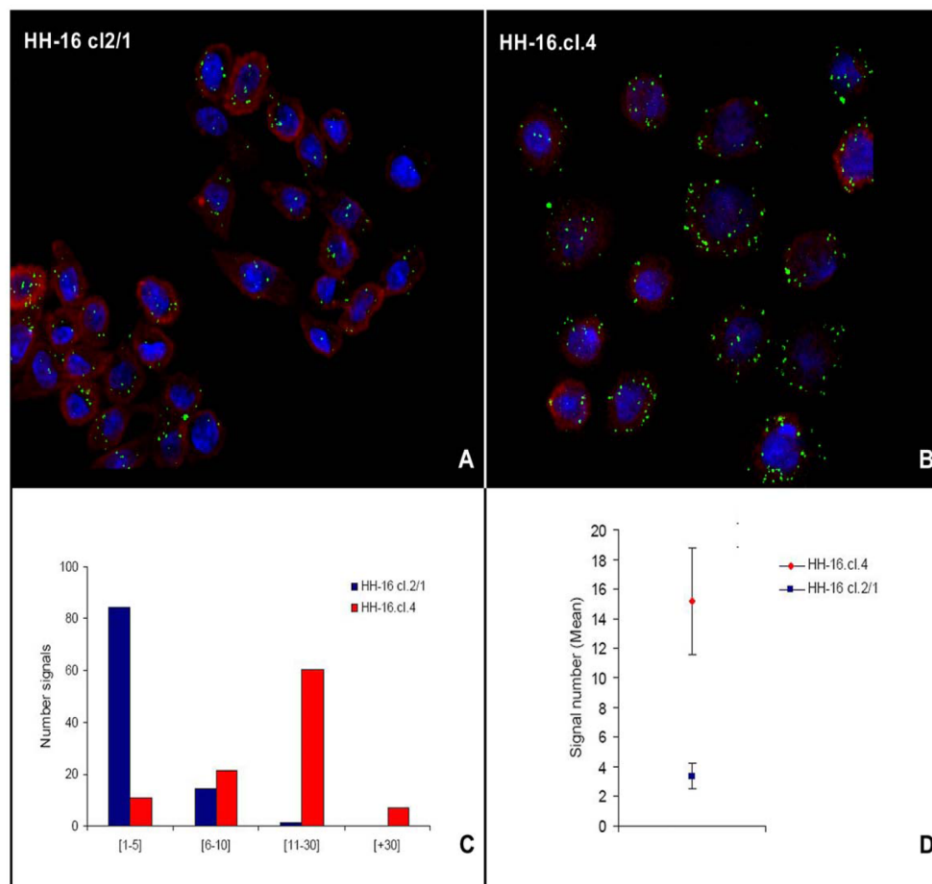 HH-16 cl2/1
A
HH-16.cl.4
B
Number signals
100
80
60
40
20
0
[1-5]
[6-10]
[11-30]
[+30]
HH-16 cl.2/1
HH-16.cl.4
C
Signal number (Mean)
20
18
16
14
12
10
8
6
4
2
0
HH-16.cl.4
HH-16 cl.2/1
D